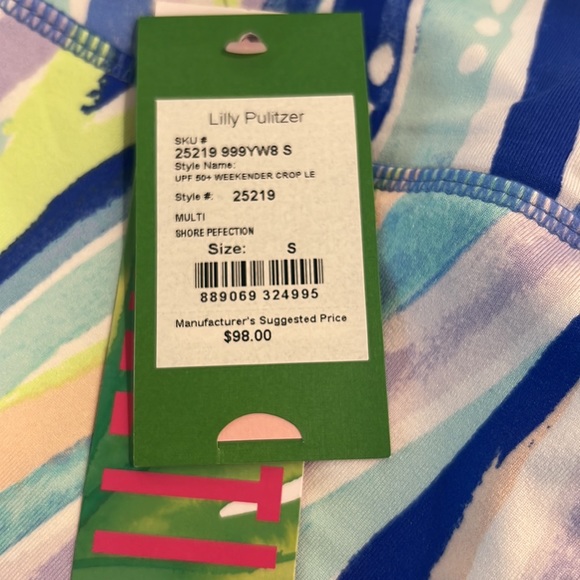 Lilly Pulitzer
SKU #
25219 999YW8 S
Style Name:
UPF 50+ WEEKENDER CROP LE
Style #: 25219
MULTI
SHORE PEFECTION
Size: S
889069 324995
Manufacturer's Suggested Price
$98.00